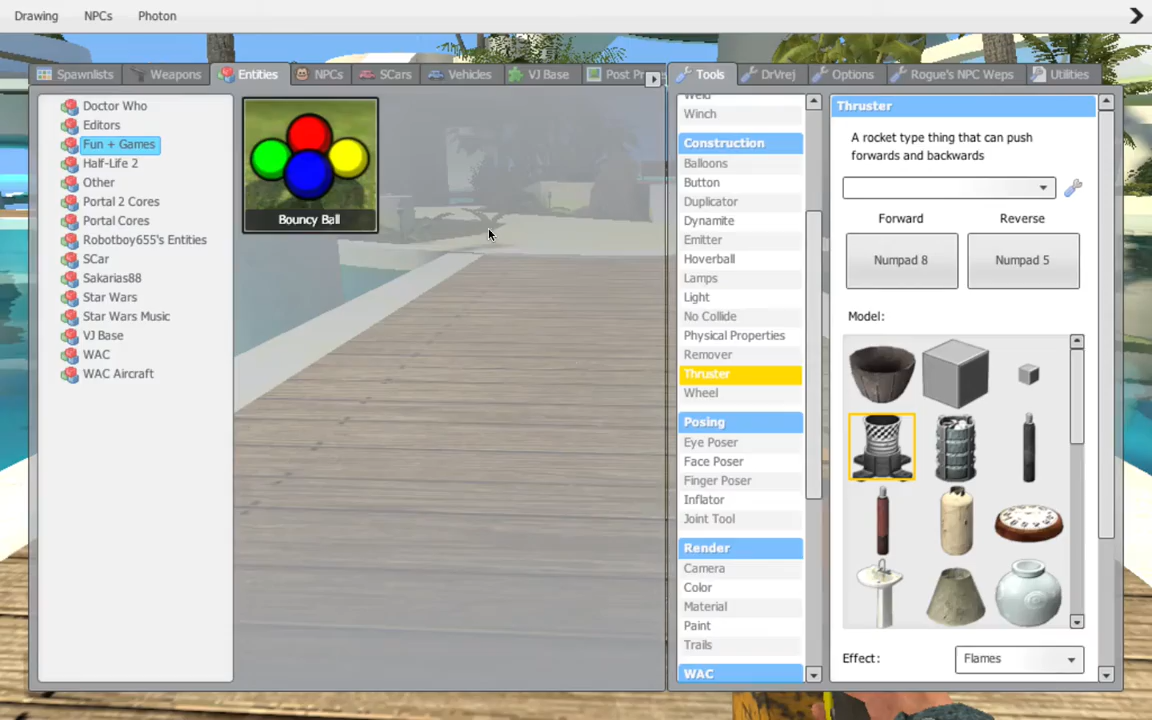 Drawing NPCs Photon
Spawnlists Weapons Entities NPCs SCars Vehicles VJ Base Post Pr
Tools DrVrej Options Rogue's NPC Weps Utilities
Doctor Who
Editors
Fun + Games
Half-Life 2
Other
Portal 2 Cores
Portal Cores
Robotboy655's Entities
SCar
Sakarias88
Star Wars
Star Wars Music
VJ Base
WAC
WAC Aircraft
Bouncy Ball
Weld
Winch
Construction
Balloons
Button
Duplicator
Dynamite
Emitter
Hoverball
Lamps
Light
No Collide
Physical Properties
Remover
Thruster
Wheel
Posing
Eye Poser
Face Poser
Finger Poser
Inflator
Joint Tool
Render
Camera
Color
Material
Paint
Trails
WAC
Thruster
A rocket type thing that can push
forwards and backwards
Forward Reverse
Numpad 8 Numpad 5
Model:
Effect: Flames